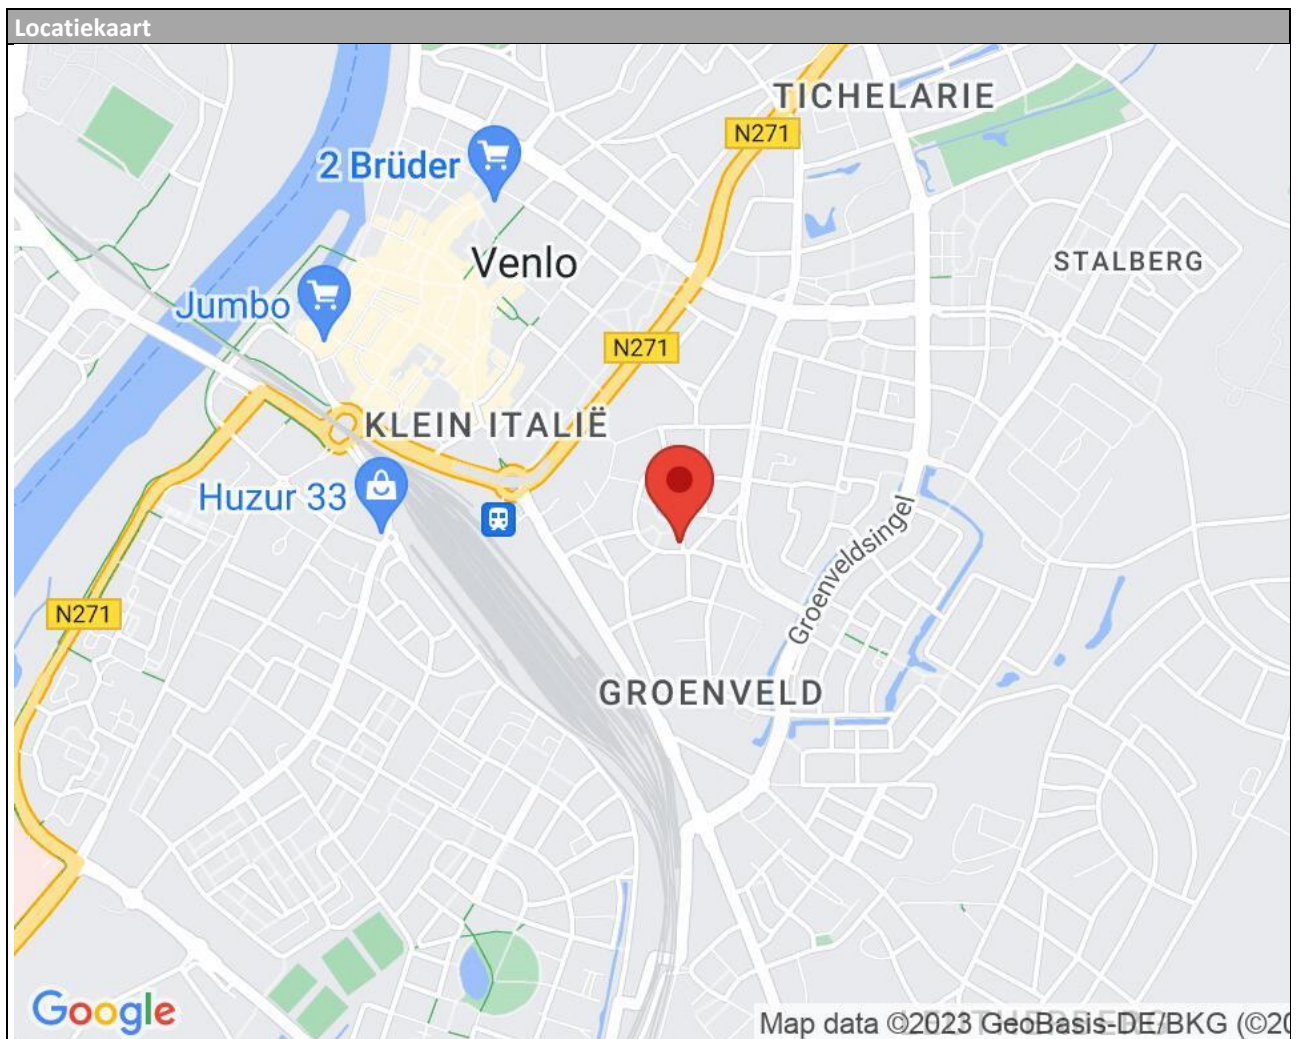 Locatiekaart
TICHELARIE
N271
2 Brüder
Venlo
STALBERG
Jumbo
N271
KLEIN ITALIË
Huzur 33
Groenveldsingel
N271
GROENVELD
Google
Map data ©2023 GeoBasis-DE/BKG (©20